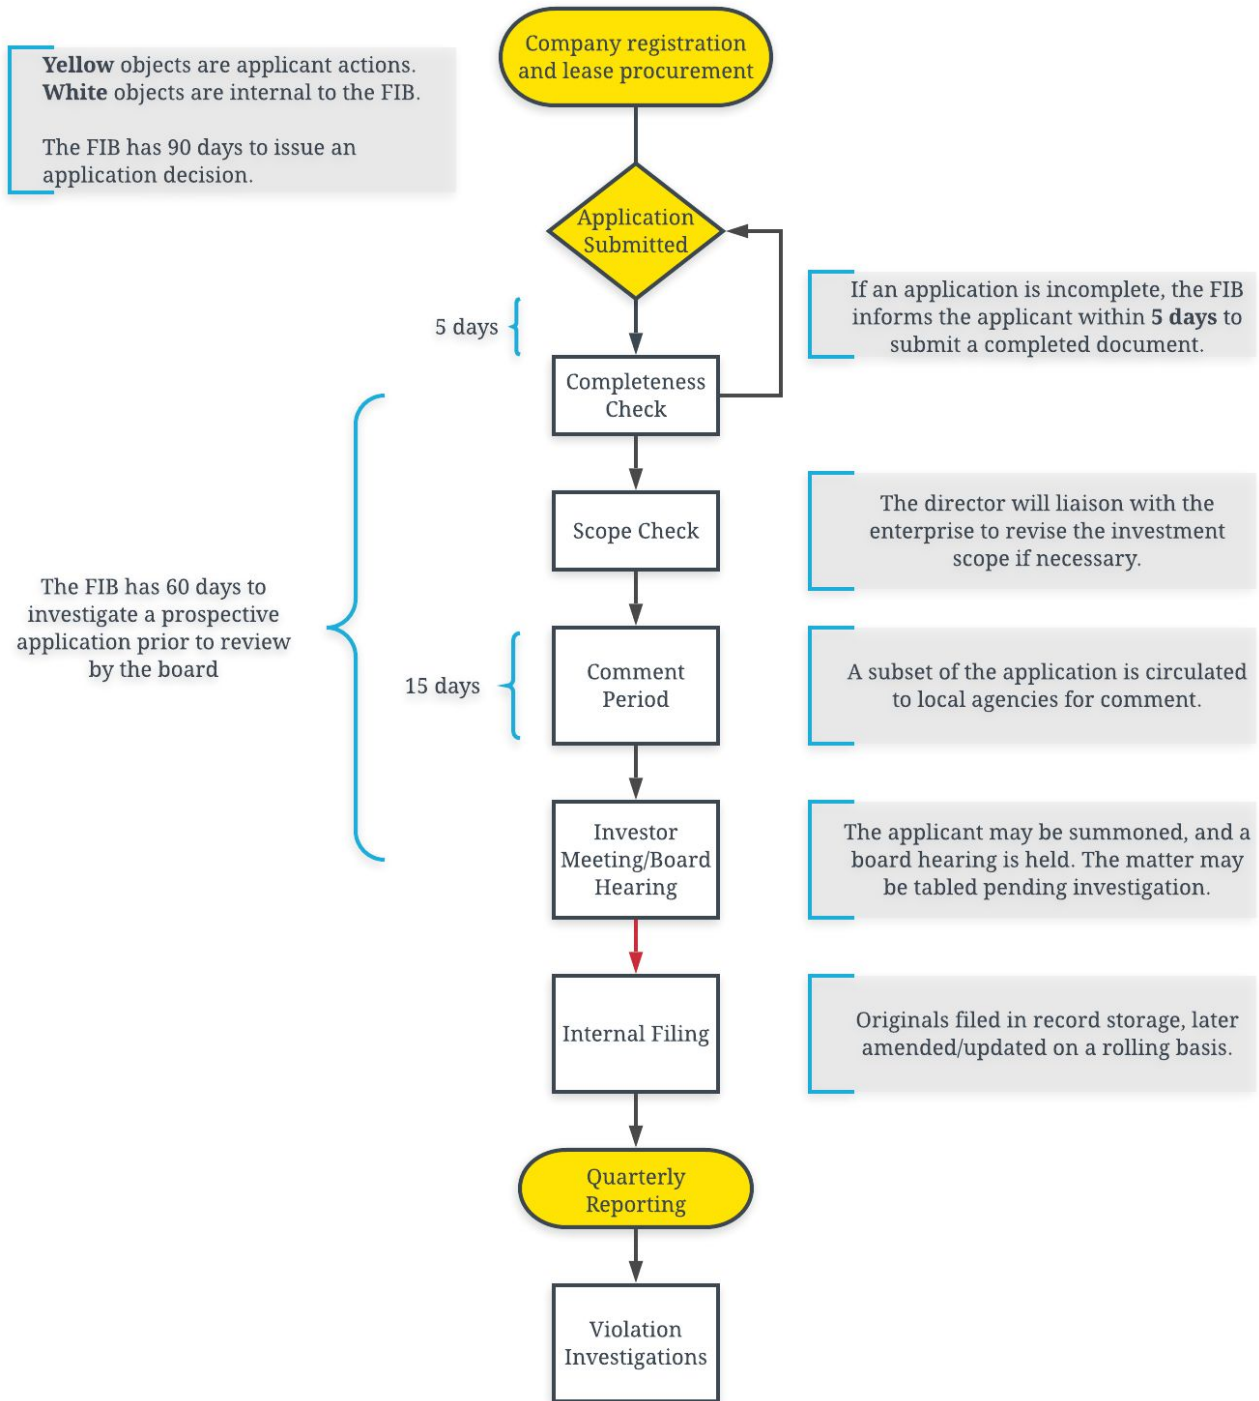 Company registration
and lease procurement
Yellow objects are applicant actions.
White objects are internal to the FIB.
The FIB has 90 days to issue an
application decision.
Application
Submitted
If an application is incomplete, the FIB
informs the applicant within 5 days to
submit a completed document.
5 days
Completeness
Check
The director will liaison with the
enterprise to revise the investment
scope if necessary.
Scope Check
The FIB has 60 days to
investigate a prospective
application prior to review
by the board
15 days
Comment
Period
A subset of the application is circulated
to local agencies for comment.
Investor
Meeting/Board
Hearing
The applicant may be summoned, and a
board hearing is held. The matter may
be tabled pending investigation.
Internal Filing
Originals filed in record storage, later
amended/updated on a rolling basis.
Quarterly
Reporting
Violation
Investigations